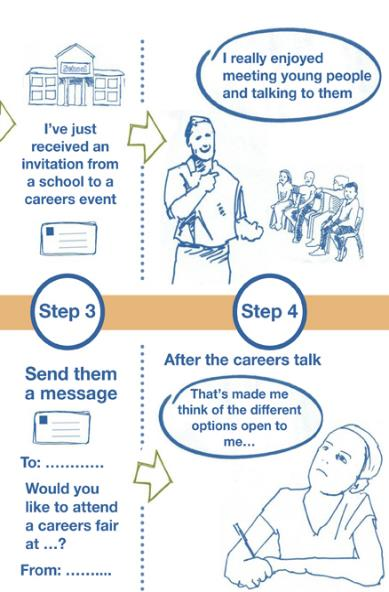 School
I've just
received an
invitation from
a school to a
careers event
I really enjoyed
meeting young people
and talking to them
Step 3
Step 4
Send them
a message
To: ............
Would you
like to attend
a careers fair
at ...?
From: ..........
After the careers talk
That's made me
think of the different
options open to
me...